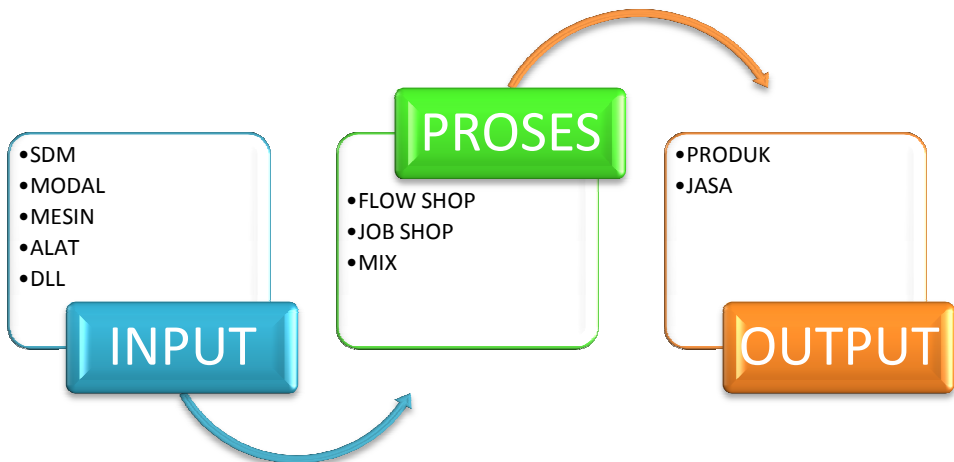 •SDM
•MODAL
•MESIN
•ALAT
•DLL
INPUT
PROSES
•FLOW SHOP
•JOB SHOP
•MIX
•PRODUK
•JASA
OUTPUT